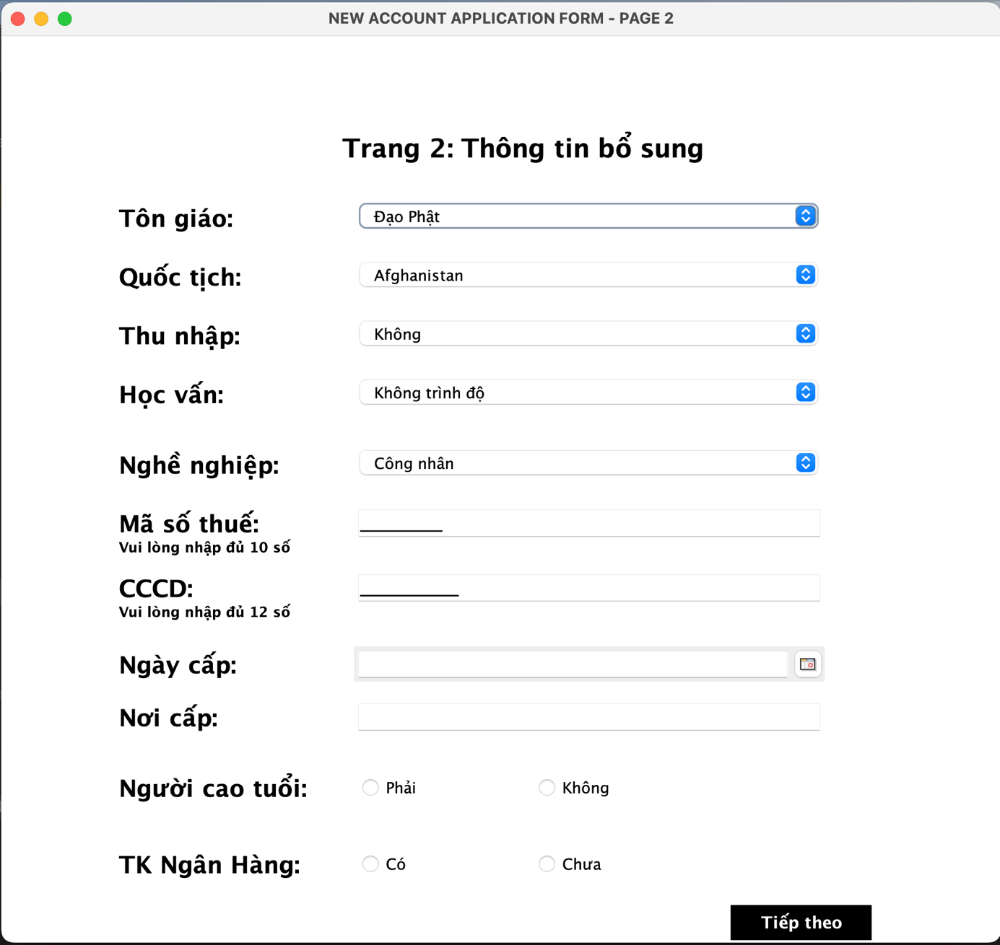 NEW ACCOUNT APPLICATION FORM - PAGE 2
Trang 2: Thông tin bổ sung
Tôn giáo: Đạo Phật
Quốc tịch: Afghanistan
Thu nhập: Không
Học vấn: Không trình độ
Nghề nghiệp: Công nhân
Mã số thuế: __________
Vui lòng nhập đủ 10 số
CCCD: ____________
Vui lòng nhập đủ 12 số
Ngày cấp:
Nơi cấp:
Người cao tuổi: Phải Không
TK Ngân Hàng: Có Chưa
Tiếp theo